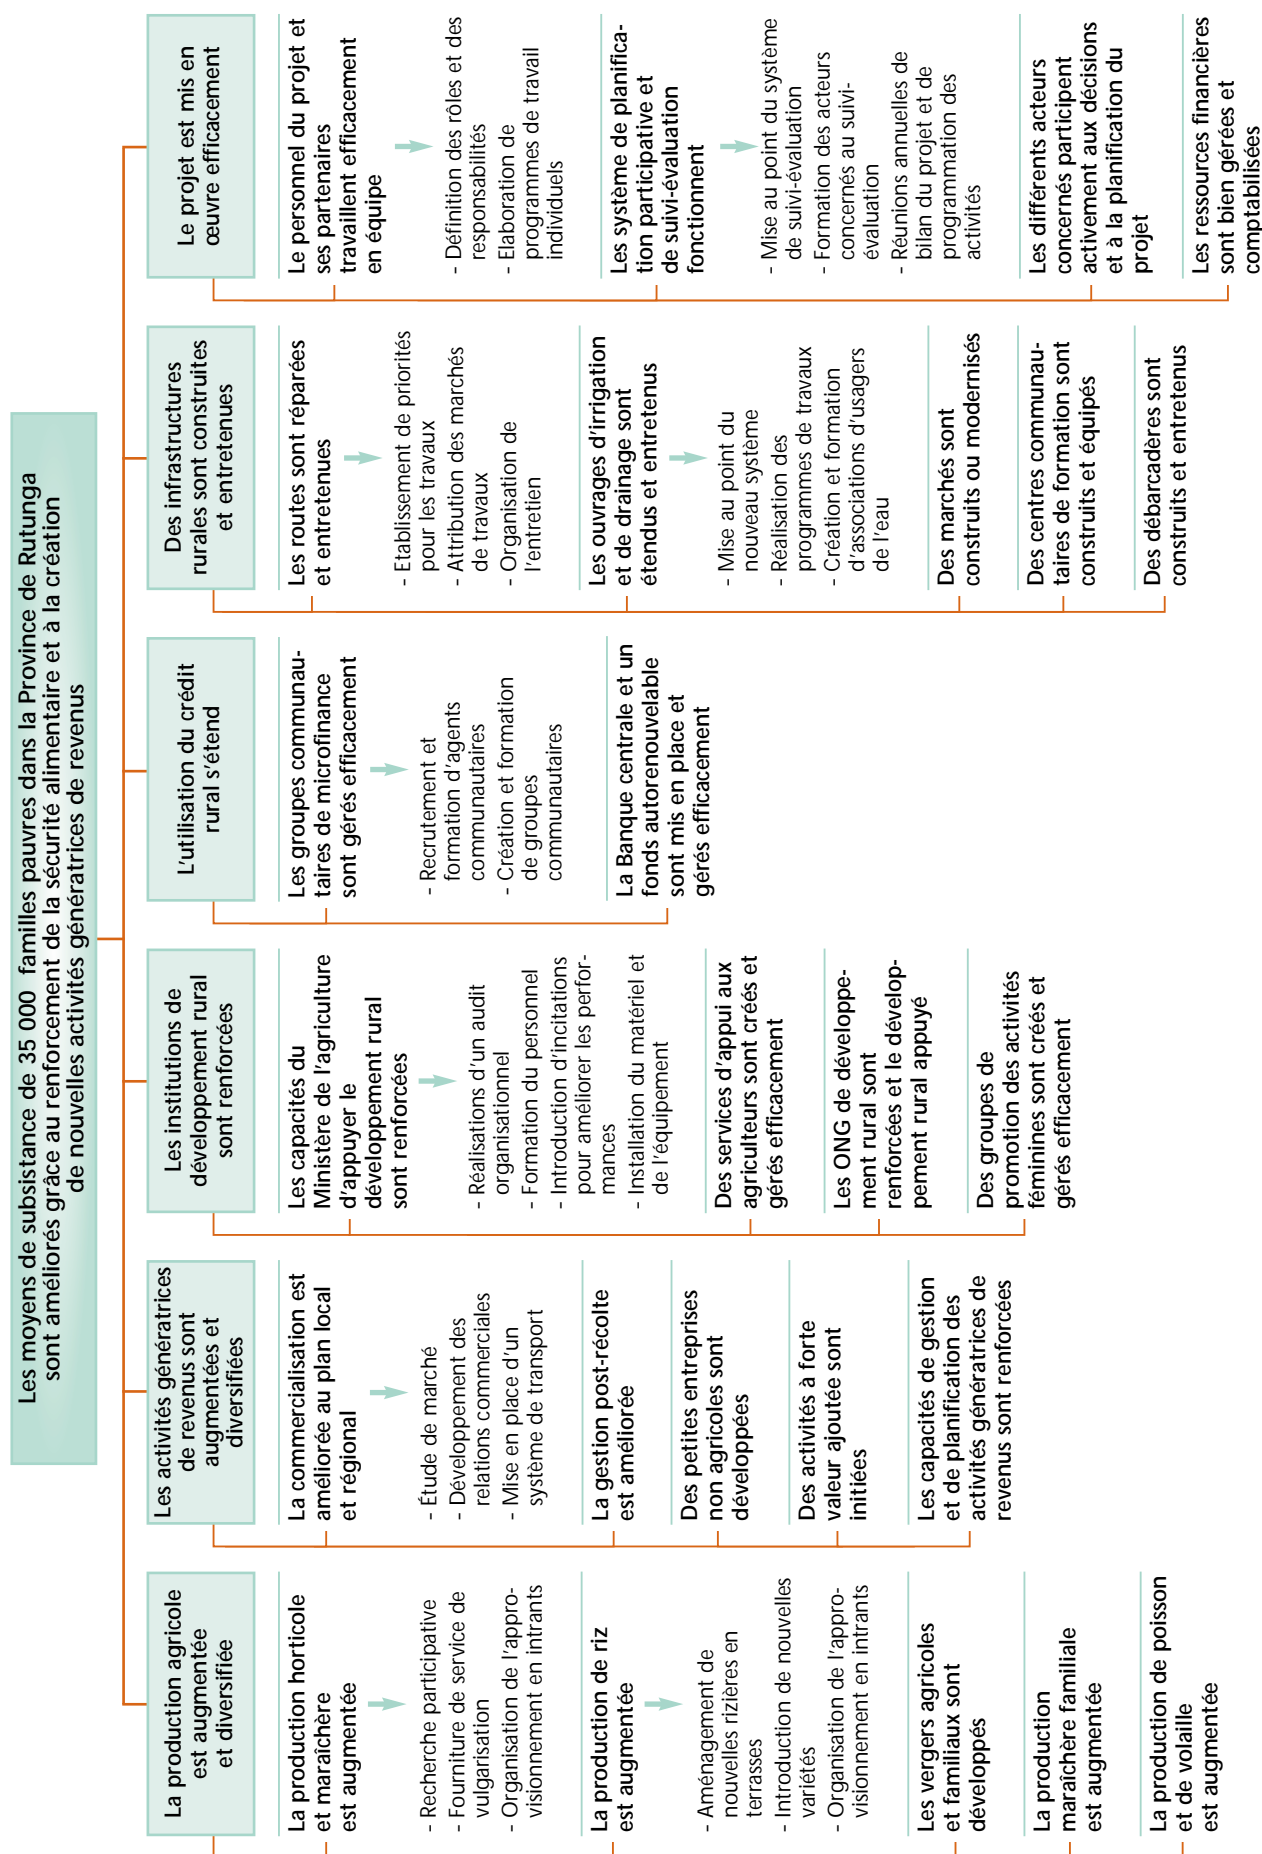 Les moyens de subsistance de 35 000 familles pauvres dans la Province de Rutunga
sont améliorés grâce au renforcement de la sécurité alimentaire et à la création
de nouvelles activités génératrices de revenus
La production agricole
est augmentée
et diversifiée
La production horticole
et maraîchère
est augmentée
- Recherche participative
- Fourniture de service de
vulgarisation
- Organisation de l'appro-
visionnement en intrants
La production de riz
est augmentée
- Aménagement de
nouvelles rizières en
terrasses
- Introduction de nouvelles
variétés
- Organisation de l'appro-
visionnement en intrants
Les vergers agricoles
et familiaux sont
développés
La production
maraîchère familiale
est augmentée
La production de poisson
et de volaille
est augmentée
Les activités génératrices
de revenus sont
augmentées et
diversifiées
La commercialisation est
améliorée au plan local
et régional
- Étude de marché
- Développement des
relations commerciales
- Mise en place d'un
système de transport
La gestion post-récolte
est améliorée
Des petites entreprises
non agricoles sont
développées
Des activités à forte
valeur ajoutée sont
initiées
Les capacités de gestion
et de planification des
activités génératrices de
revenus sont renforcées
Les institutions de
développement rural
sont renforcées
Les capacités du
Ministère de l'agriculture
d'appuyer le
développement rural
sont renforcées
- Réalisations d'un audit
organisationnel
- Formation du personnel
- Introduction d'incitations
pour améliorer les perfor-
mances
- Installation du matériel et
de l'équipement
Des services d'appui aux
agriculteurs sont créés et
gérés efficacement
Les ONG de développe-
ment rural sont
renforcées et le dévelop-
pement rural appuyé
Des groupes de
promotion des activités
féminines sont créés et
gérés efficacement
L'utilisation du crédit
rural s'étend
Les groupes communau-
taires de microfinance
sont gérés efficacement
- Recrutement et
formation d'agents
communautaires
- Création et formation
de groupes
communautaires
La Banque centrale et un
fonds autorenouvelable
sont mis en place et
gérés efficacement
Des infrastructures
rurales sont construites
et entretenues
Les routes sont réparées
et entretenues
- Etablissement de priorités
pour les travaux
- Attribution des marchés
de travaux
- Organisation de
l'entretien
Les ouvrages d'irrigation
et de drainage sont
étendus et entretenus
- Mise au point du
nouveau système
- Réalisation des
programmes de travaux
- Création et formation
d'associations d'usagers
de l'eau
Des marchés sont
construits ou modernisés
Des centres communau-
taires de formation sont
construits et équipés
Des débarcadères sont
construits et entretenus
Le projet est mis en
œuvre efficacement
Le personnel du projet et
ses partenaires
travaillent efficacement
en équipe
- Définition des rôles et des
responsabilités
- Elaboration de
programmes de travail
individuels
Les système de planifica-
tion participative et
de suivi-évaluation
fonctionnent
- Mise au point du système
de suivi-évaluation
- Formation des acteurs
concernés au suivi-
évaluation
- Réunions annuelles de
bilan du projet et de
programmation des
activités
Les différents acteurs
concernés participent
activement aux décisions
et à la planification du
projet
Les ressources financières
sont bien gérées et
comptabilisées